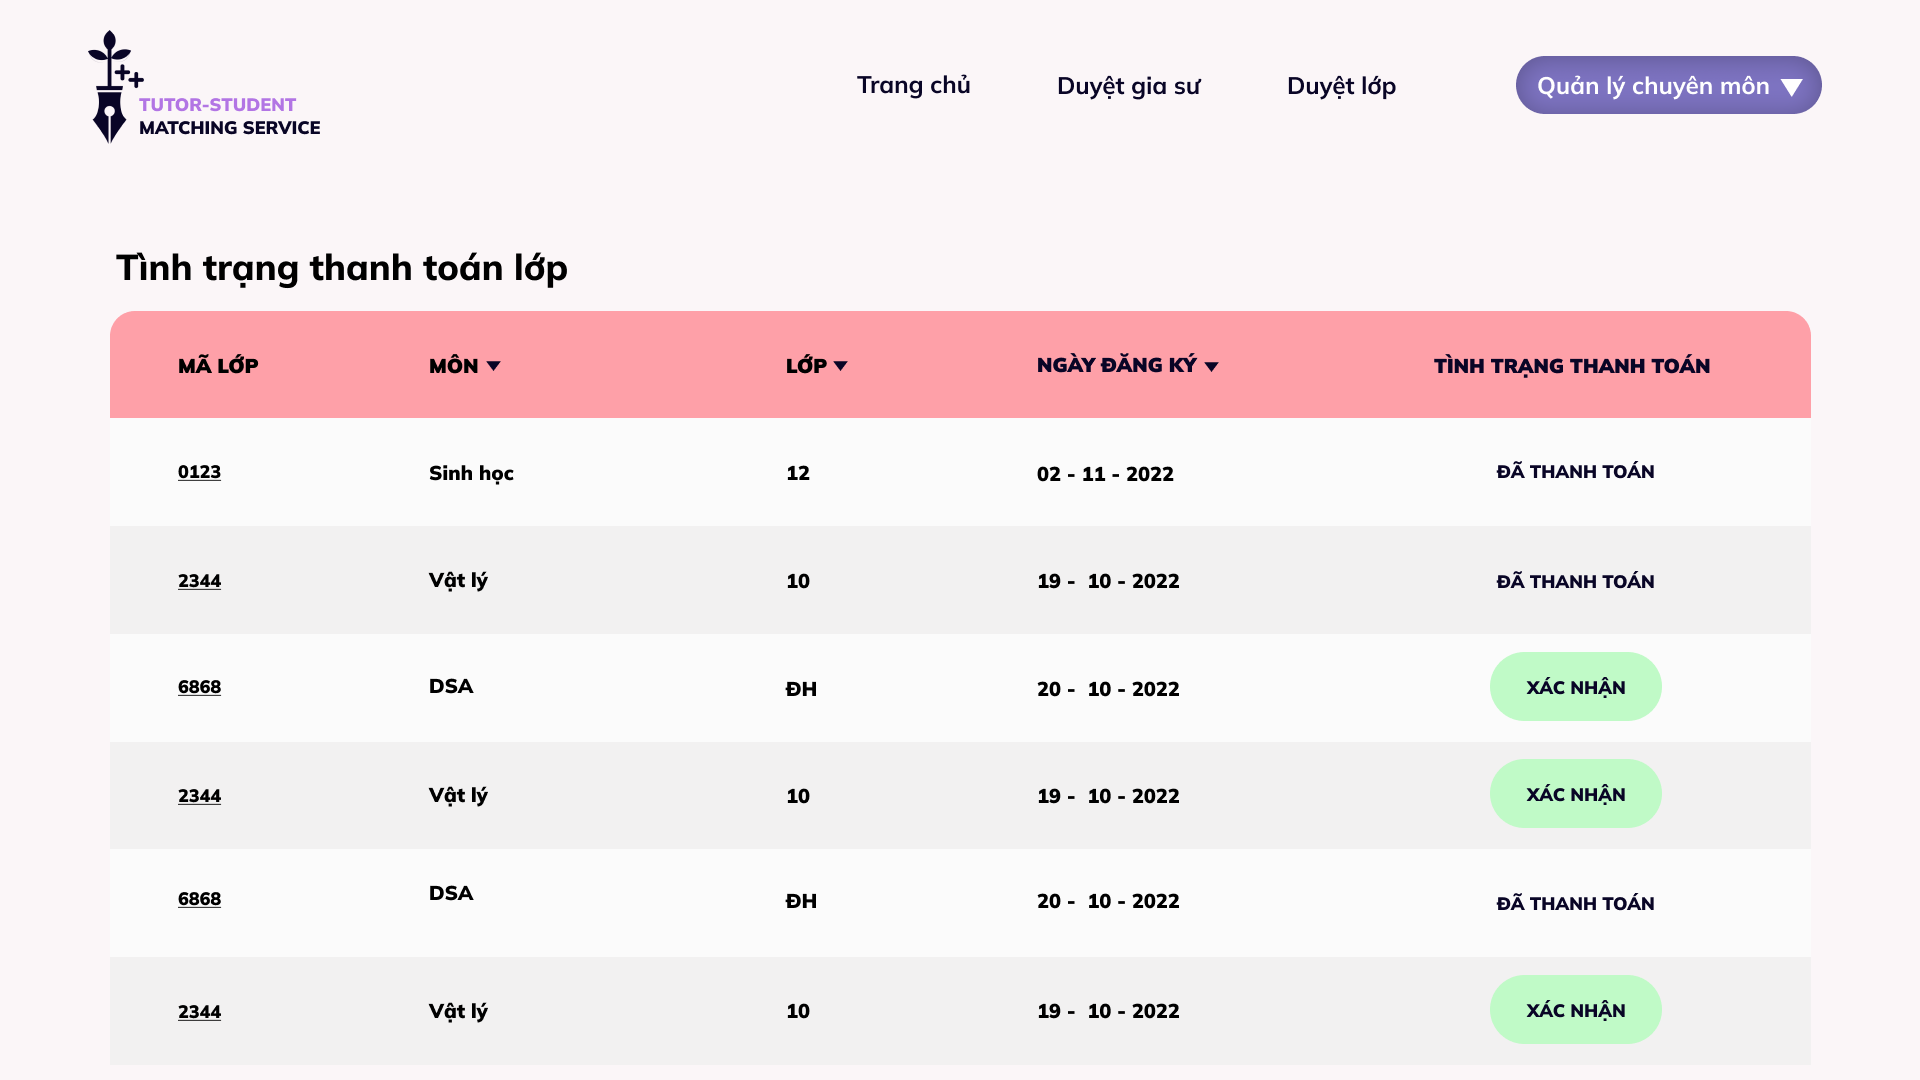 TUTOR-STUDENT
MATCHING SERVICE
Trang chủ Duyệt gia sư Duyệt lớp Quản lý chuyên môn
Tình trạng thanh toán lớp
MÃ LỚP MÔN LỚP NGÀY ĐĂNG KÝ TÌNH TRẠNG THANH TOÁN
0123 Sinh học 12 02 - 11 - 2022 ĐÃ THANH TOÁN
2344 Vật lý 10 19 - 10 - 2022 ĐÃ THANH TOÁN
6868 DSA ĐH 20 - 10 - 2022 XÁC NHẬN
2344 Vật lý 10 19 - 10 - 2022 XÁC NHẬN
6868 DSA ĐH 20 - 10 - 2022 ĐÃ THANH TOÁN
2344 Vật lý 10 19 - 10 - 2022 XÁC NHẬN